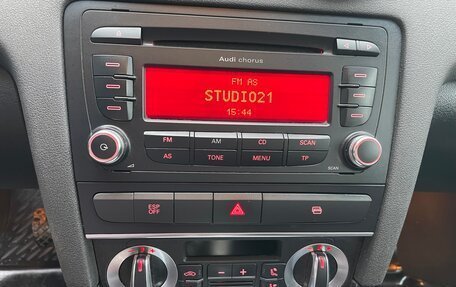 Audi chorus
FM AS
STUDIO21
15:44
FM AM CD SCAN
AS TONE MENU TP
SCAN
ESP
OFF